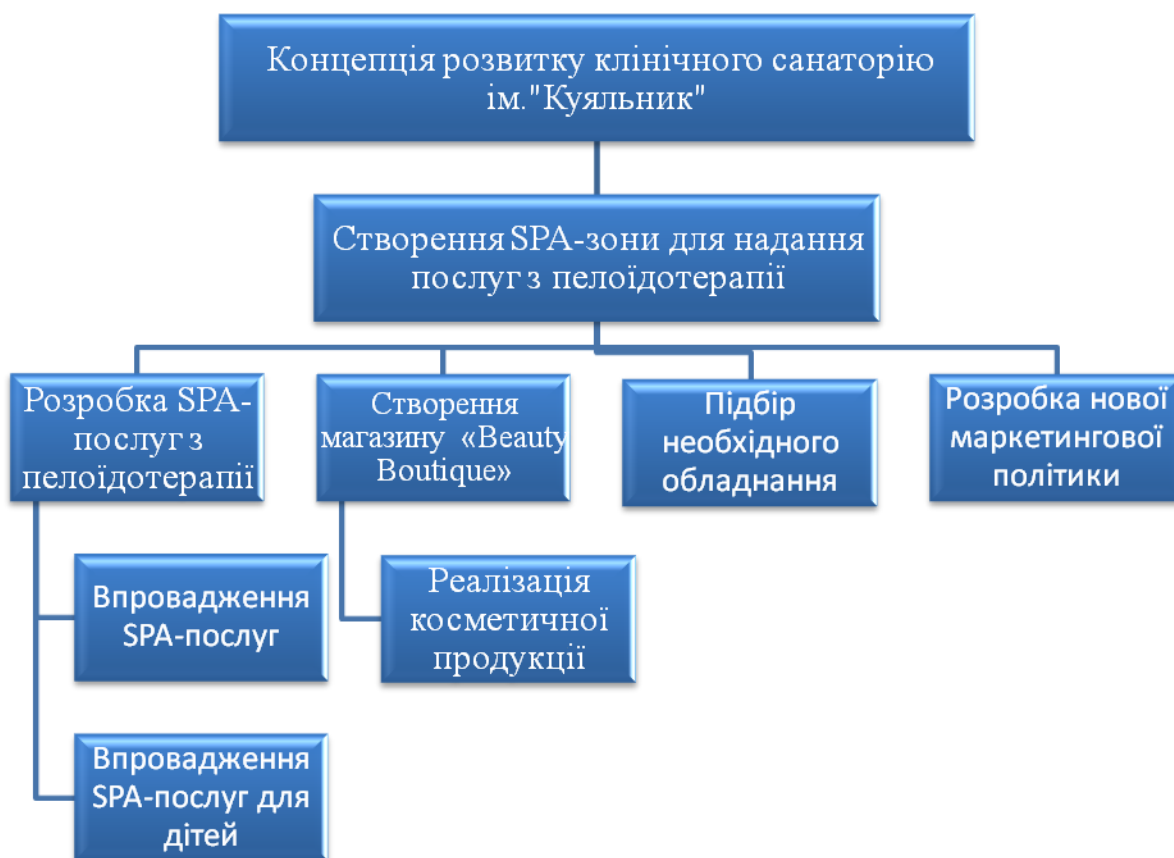 Концепція розвитку клінічного санаторію
ім."Куяльник"
Створення SPA-зони для надання
послуг з пелоїдотерапії
Розробка SPA-
послуг з
пелоїдотерапії
Створення
магазину «Beauty
Boutique»
Підбір
необхідного
обладнання
Розробка нової
маркетингової
політики
Впровадження
SPA-послуг
Реалізація
косметичної
продукції
Впровадження
SPA-послуг для
дітей